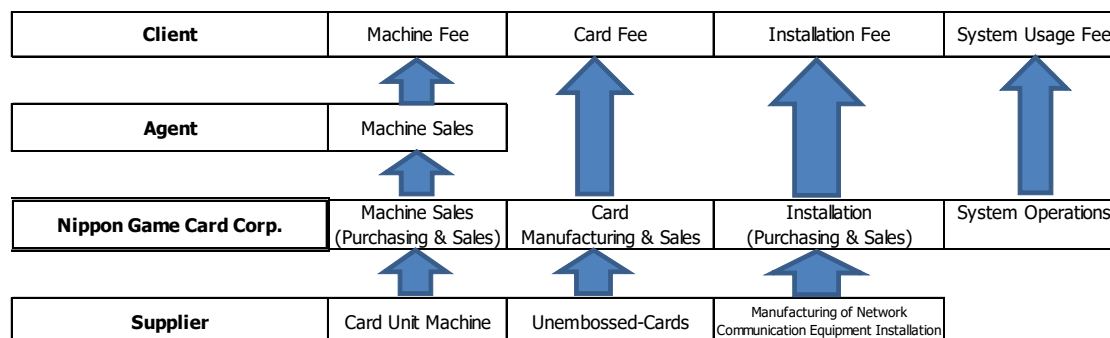 Client
Machine Fee
Card Fee
Installation Fee
System Usage Fee
Agent
Machine Sales
Nippon Game Card Corp.
Machine Sales
(Purchasing & Sales)
Card
Manufacturing & Sales
Installation
(Purchasing & Sales)
System Operations
Supplier
Card Unit Machine
Unembossed-Cards
Manufacturing of Network
Communication Equipment Installation